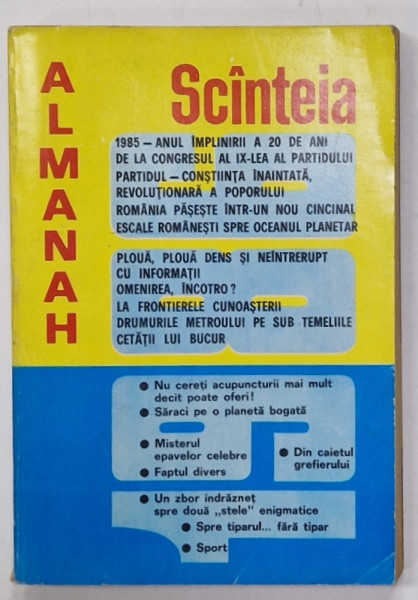 ALMANAH
Scînteia
1985 — ANUL ÎMPLINIRII A 20 DE ANI
DE LA CONGRESUL AL IX-LEA AL PARTIDULUI
PARTIDUL — CONȘTIINȚA ÎNAINTATĂ,
REVOLUȚIONARĂ A POPORULUI
ROMÂNIA PĂȘEȘTE ÎNTR-UN NOU CINCINAL
ESCALE ROMÂNEȘTI SPRE OCEANUL PLANETAR
PLOUĂ, PLOUĂ DENS ȘI NEÎNTRERUPT
CU INFORMAȚII
OMENIREA, ÎNCOTRO?
LA FRONTIERELE CUNOAȘTERII
DRUMURILE METROULUI PE SUB TEMELIILE
CETĂȚII LUI BUCUR
● Nu cereți acupuncturii mai mult
decît poate oferi!
● Săraci pe o planetă bogată
● Misterul
epavelor celebre
● Din caietul
grefierului
● Faptul divers
● Un zbor îndrăzneț
spre două „stele" enigmatice
● Spre tiparul... fără tipar
● Sport